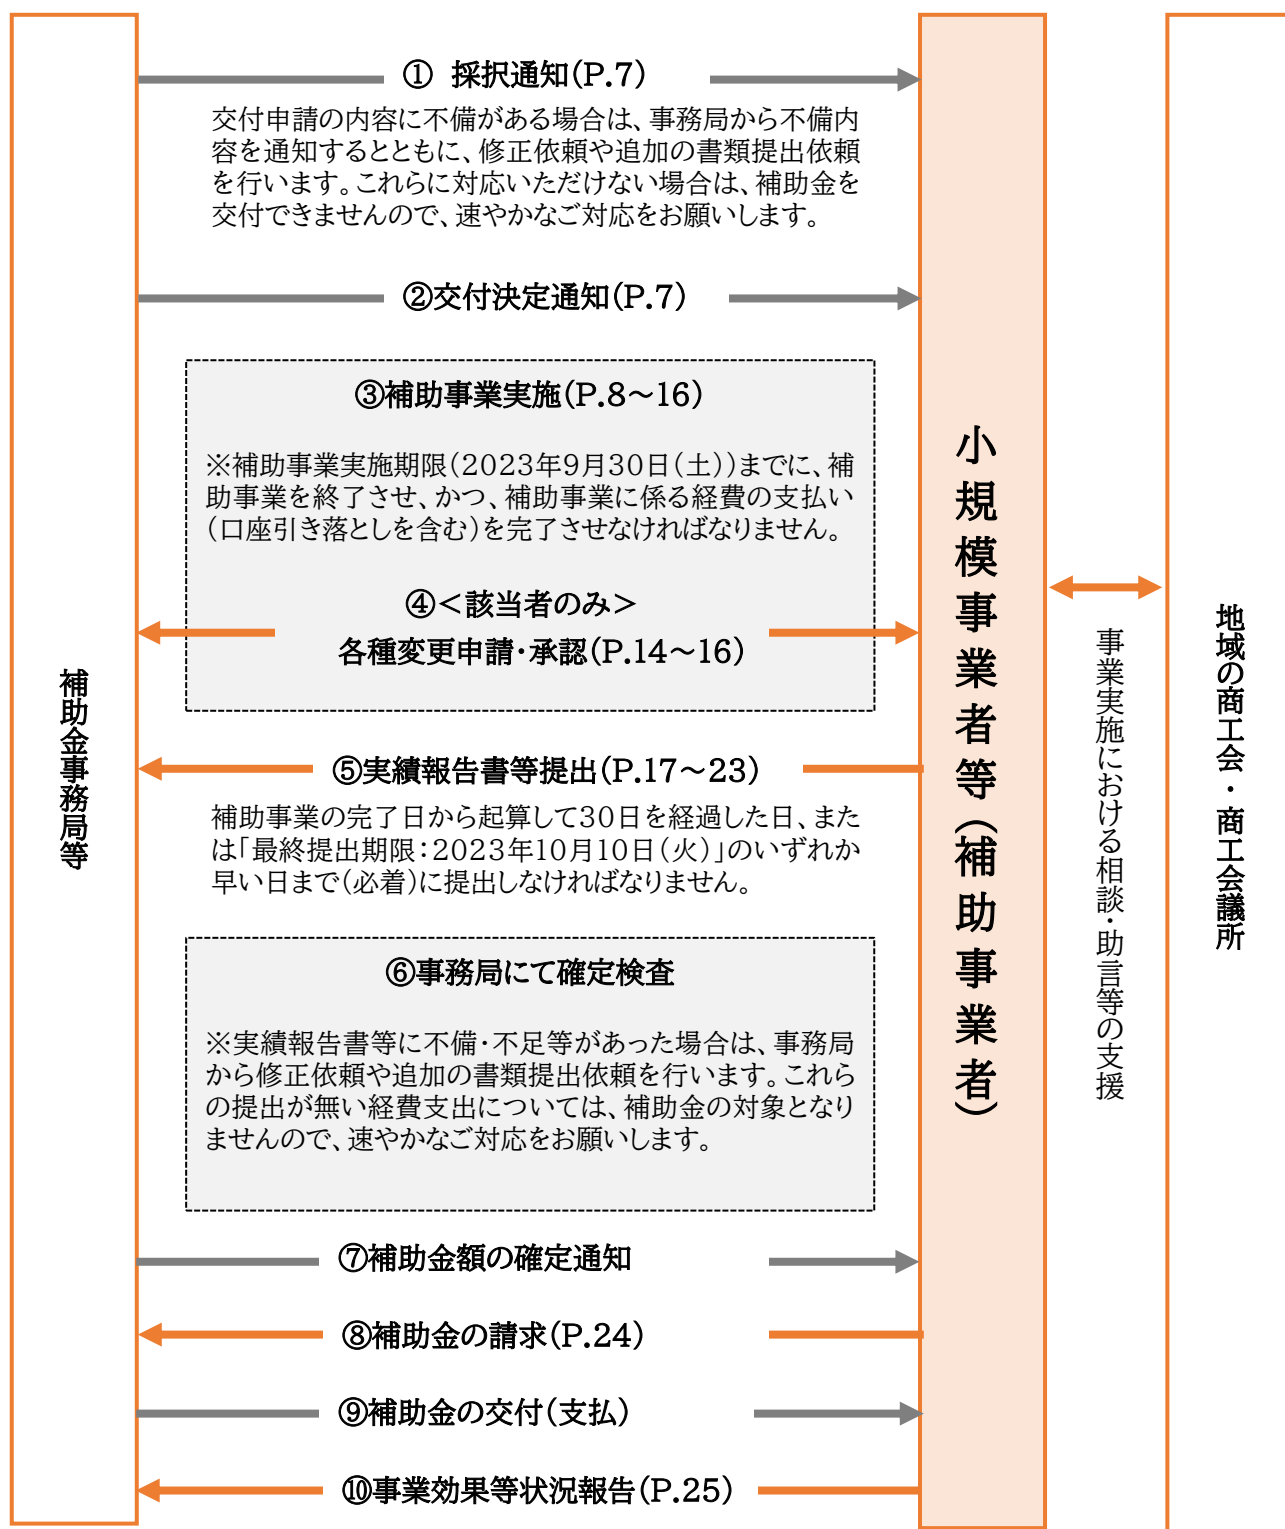 ① 採択通知(P.7)
交付申請の内容に不備がある場合は、事務局から不備内
容を通知するとともに、修正依頼や追加の書類提出依頼
を行います。これらに対応いただけない場合は、補助金を
交付できませんので、速やかなご対応をお願いします。
②交付決定通知(P.7)
③補助事業実施(P.8～16)
※補助事業実施期限(2023年9月30日(土))までに、補
助事業を終了させ、かつ、補助事業に係る経費の支払い
(口座引き落としを含む)を完了させなければなりません。
④＜該当者のみ＞
各種変更申請・承認(P.14～16)
⑤実績報告書等提出(P.17～23)
補助事業の完了日から起算して30日を経過した日、また
は「最終提出期限：2023年10月10日(火)」のいずれか
早い日まで(必着)に提出しなければなりません。
⑥事務局にて確定検査
※実績報告書等に不備・不足等があった場合は、事務局
から修正依頼や追加の書類提出依頼を行います。これら
の提出が無い経費支出については、補助金の対象となり
ませんので、速やかなご対応をお願いします。
⑦補助金額の確定通知
⑧補助金の請求(P.24)
⑨補助金の交付(支払)
⑩事業効果等状況報告(P.25)
補助金事務局等
小規模事業者等(補助事業者)
事業実施における相談・助言等の支援
地域の商工会・商工会議所